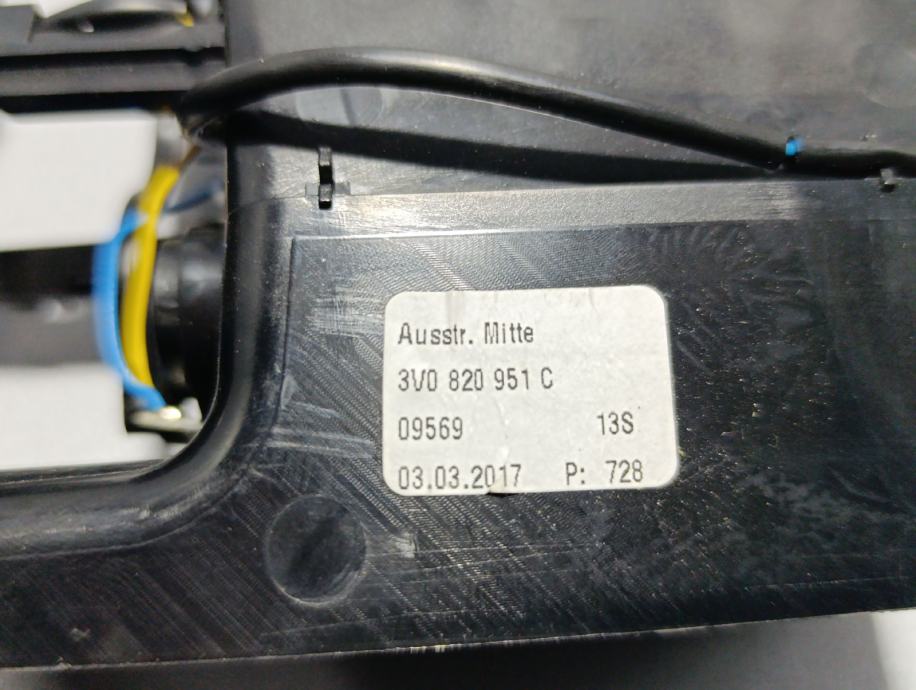 Ausstr. Mitte
3V0 820 951 C
09569 13S
03.03.2017 P: 728